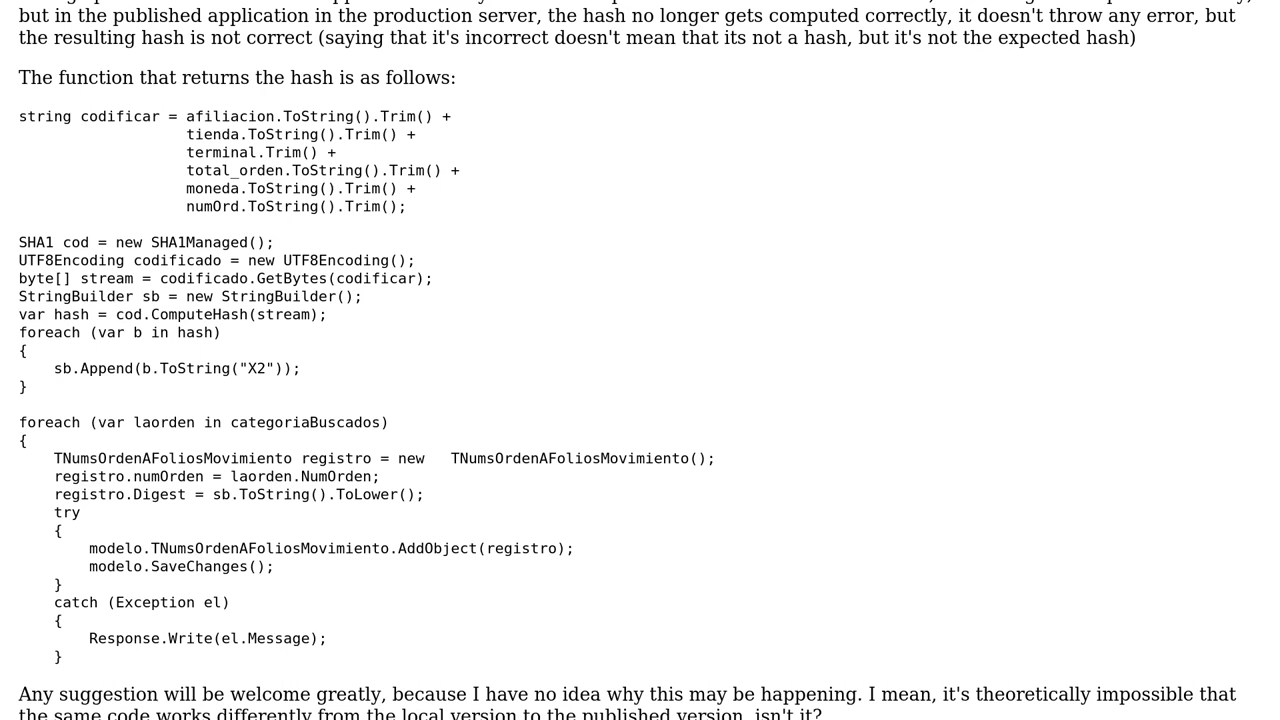 but in the published application in the production server, the hash no longer gets computed correctly, it doesn't throw any error, but
the resulting hash is not correct (saying that it's incorrect doesn't mean that its not a hash, but it's not the expected hash)
The function that returns the hash is as follows:
string codificar = afiliacion.ToString().Trim() +
                   tienda.ToString().Trim() +
                   terminal.Trim() +
                   total_orden.ToString().Trim() +
                   moneda.ToString().Trim() +
                   numOrd.ToString().Trim();
SHA1 cod = new SHA1Managed();
UTF8Encoding codificado = new UTF8Encoding();
byte[] stream = codificado.GetBytes(codificar);
StringBuilder sb = new StringBuilder();
var hash = cod.ComputeHash(stream);
foreach (var b in hash)
{
    sb.Append(b.ToString("X2"));
}
foreach (var laorden in categoriaBuscados)
{
    TNumsOrdenAFoliosMovimiento registro = new   TNumsOrdenAFoliosMovimiento();
    registro.numOrden = laorden.NumOrden;
    registro.Digest = sb.ToString().ToLower();
    try
    {
        modelo.TNumsOrdenAFoliosMovimiento.AddObject(registro);
        modelo.SaveChanges();
    }
    catch (Exception el)
    {
        Response.Write(el.Message);
    }
Any suggestion will be welcome greatly, because I have no idea why this may be happening. I mean, it's theoretically impossible that
the same code works differently from the local version to the published version, isn't it?